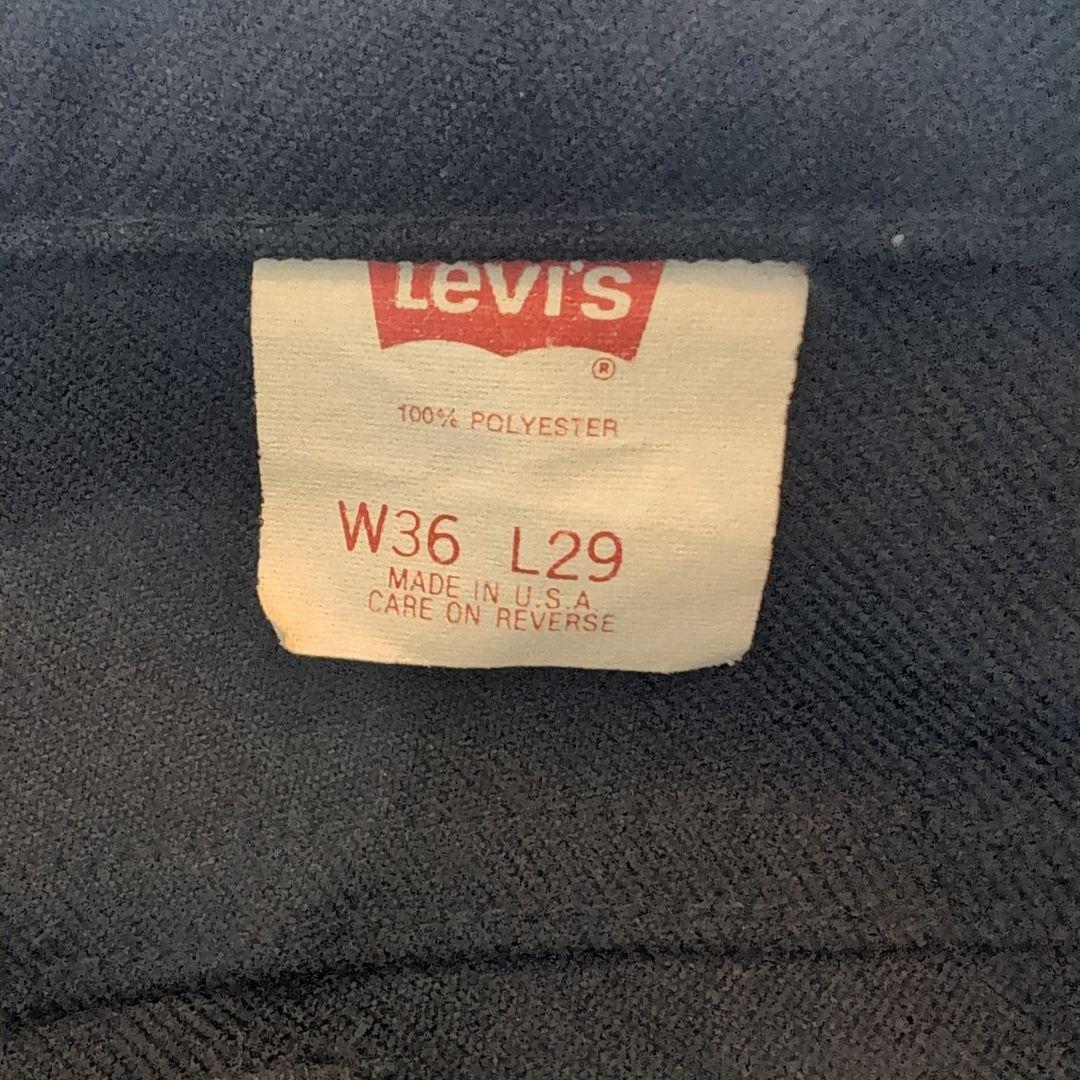 Levi's
®
100% POLYESTER
W36 L29
MADE IN U.S.A.
CARE ON REVERSE